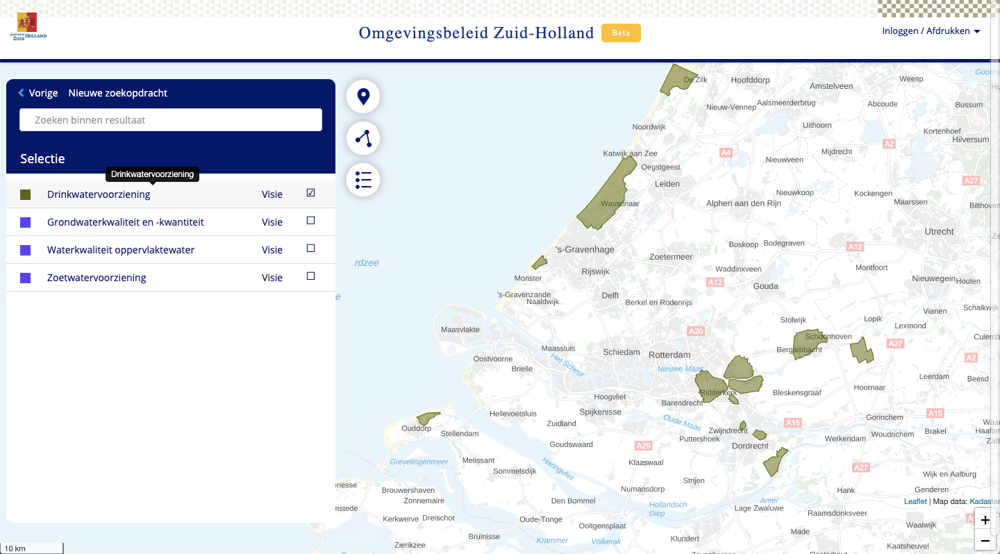 provincie
ZUID HOLLAND
Omgevingsbeleid Zuid-Holland
Beta
Inloggen / Afdrukken
Vorige
Nieuwe zoekopdracht
Zoeken binnen resultaat
Selectie
Drinkwatervoorziening
Drinkwatervoorziening
Visie
Grondwaterkwaliteit en -kwantiteit
Visie
Waterkwaliteit oppervlaktewater
Visie
Zoetwatervoorziening
Visie
De Zilk
Hoofddorp
Amstelveen
Weesp
Nieuw-Vennep
Aalsmeerderbrug
Abcoude
Bussum
Noordwijk
Uithoorn
Kortenhoef
Hilversum
Katwijk aan Zee
A4
Mijdrecht
A2
Oegstgeest
Nieuwveen
Leiden
A27
Nieuwkoop
Kockengen
Wassenaar
Alphen aan den Rijn
Maarssen
Utrecht
's-Gravenhage
Boskoop
Bodegraven
A12
rdzee
Rijswijk
Zoetermeer
Waddinxveen
Montfoort
Monster
A12
Gouda
Nieuwegein
Houten
's-Gravenzande
Naaldwijk
Delft
Berkel en Rodenrijs
Vianen
Schalkwij
Stolwijk
Lopik
Lexmond
Maasvlakte
A20
Schoonhoven
A27
Culemb
Maassluis
Schiedam
Rotterdam
Bergambacht
A2
Oostvoorne
Brielle
Het Scheur
Nieuwe Maas
Leerdam
Beesd
Hoornaar
Ridderkerk
Bleskensgraaf
Hoogvliet
Barendrecht
Hellevoetsluis
Spijkenisse
A15
A15
Gorinchem
Ouddorp
Zuidland
Oude Maas
Zwijndrecht
Stellendam
Puttershoek
Werkendam
Woudrichem
Brakel
Goudswaard
A29
Dordrecht
Grevelingenmeer
Melissant
Haringvliet
Klaaswaal
A27
Sommelsdijk
Strijen
Wijk en Aalburg
Brouwershaven
Numansdorp
Hank
Genderen
Zonnemaire
Den Bommel
Hollandsch
Diep
Amer
Lage Zwaluwe
Leaflet | Map data: Kadaster
Raamsdonksveer
Kerkwerve
Dreischor
Oude-Tonge
Ooltgensplaat
Waalwijk
Made
Bruinisse
Krammer
Volkerak
Klundert
Zierikzee
Oosterhout
Kaatsheuvel
+
−
10 km